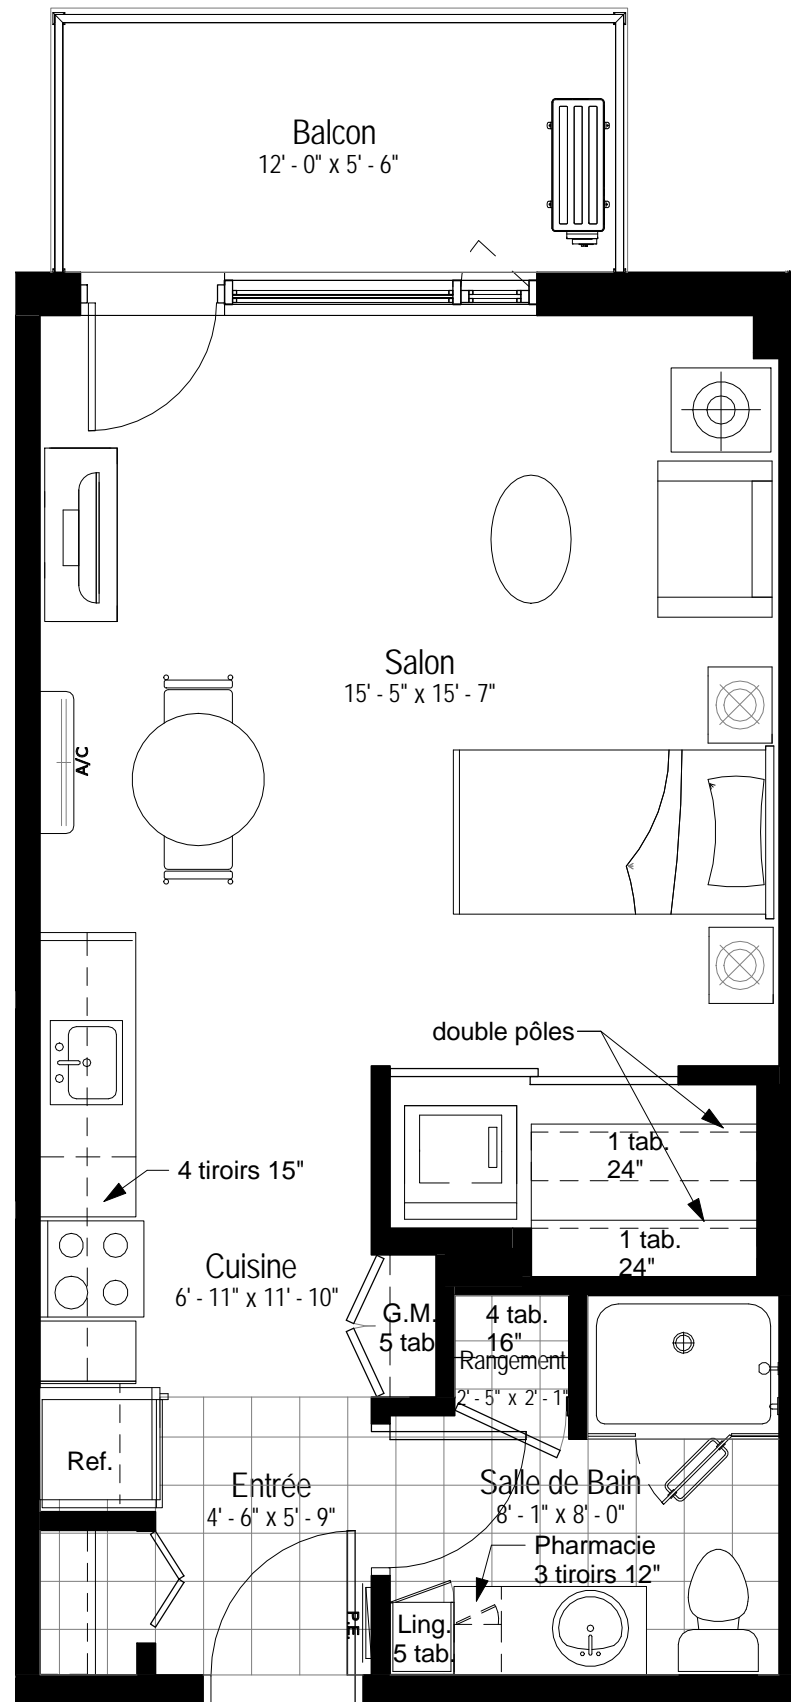 Balcon
12' - 0" x 5' - 6"
Salon
15' - 5" x 15' - 7"
A/C
double pôles
1 tab.
24"
4 tiroirs 15"
1 tab.
24"
Cuisine
6' - 11" x 11' - 10"
G.M.
5 tab.
4 tab.
16"
Rangement
2' - 5" x 2' - 1"
Ref.
Entrée
4' - 6" x 5' - 9"
Salle de Bain
8' - 1" x 8' - 0"
Pharmacie
3 tiroirs 12"
P.E.
Ling.
5 tab.